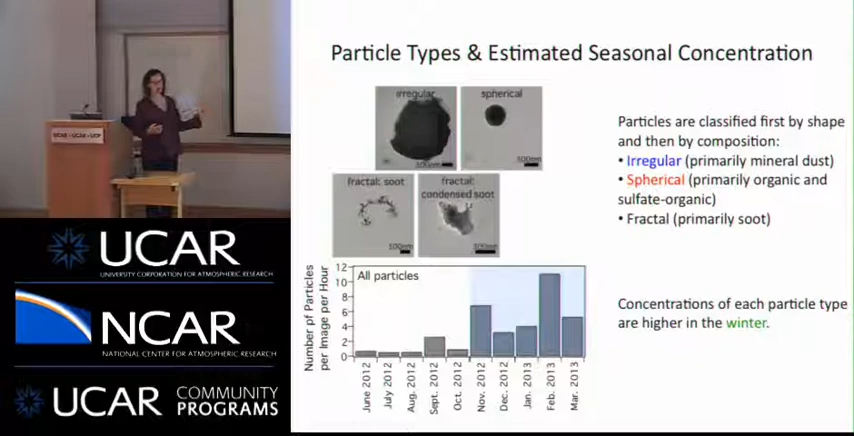 Particle Types & Estimated Seasonal Concentration
irregular
spherical
500nm
fractal: soot
fractal:
condensed soot
Particles are classified first by shape
and then by composition:
• Irregular (primarily mineral dust)
• Spherical (primarily organic and
sulfate-organic)
• Fractal (primarily soot)
All particles
Number of Particles
per Image per Hour
12
10
8
6
4
2
0
June 2012
July 2012
Aug. 2012
Sept. 2012
Oct. 2012
Nov. 2012
Dec. 2012
Jan. 2013
Feb. 2013
Mar. 2013
Concentrations of each particle type
are higher in the winter.
UCAR
UNIVERSITY CORPORATION FOR ATMOSPHERIC RESEARCH
NCAR
NATIONAL CENTER FOR ATMOSPHERIC RESEARCH
UCAR COMMUNITY
PROGRAMS